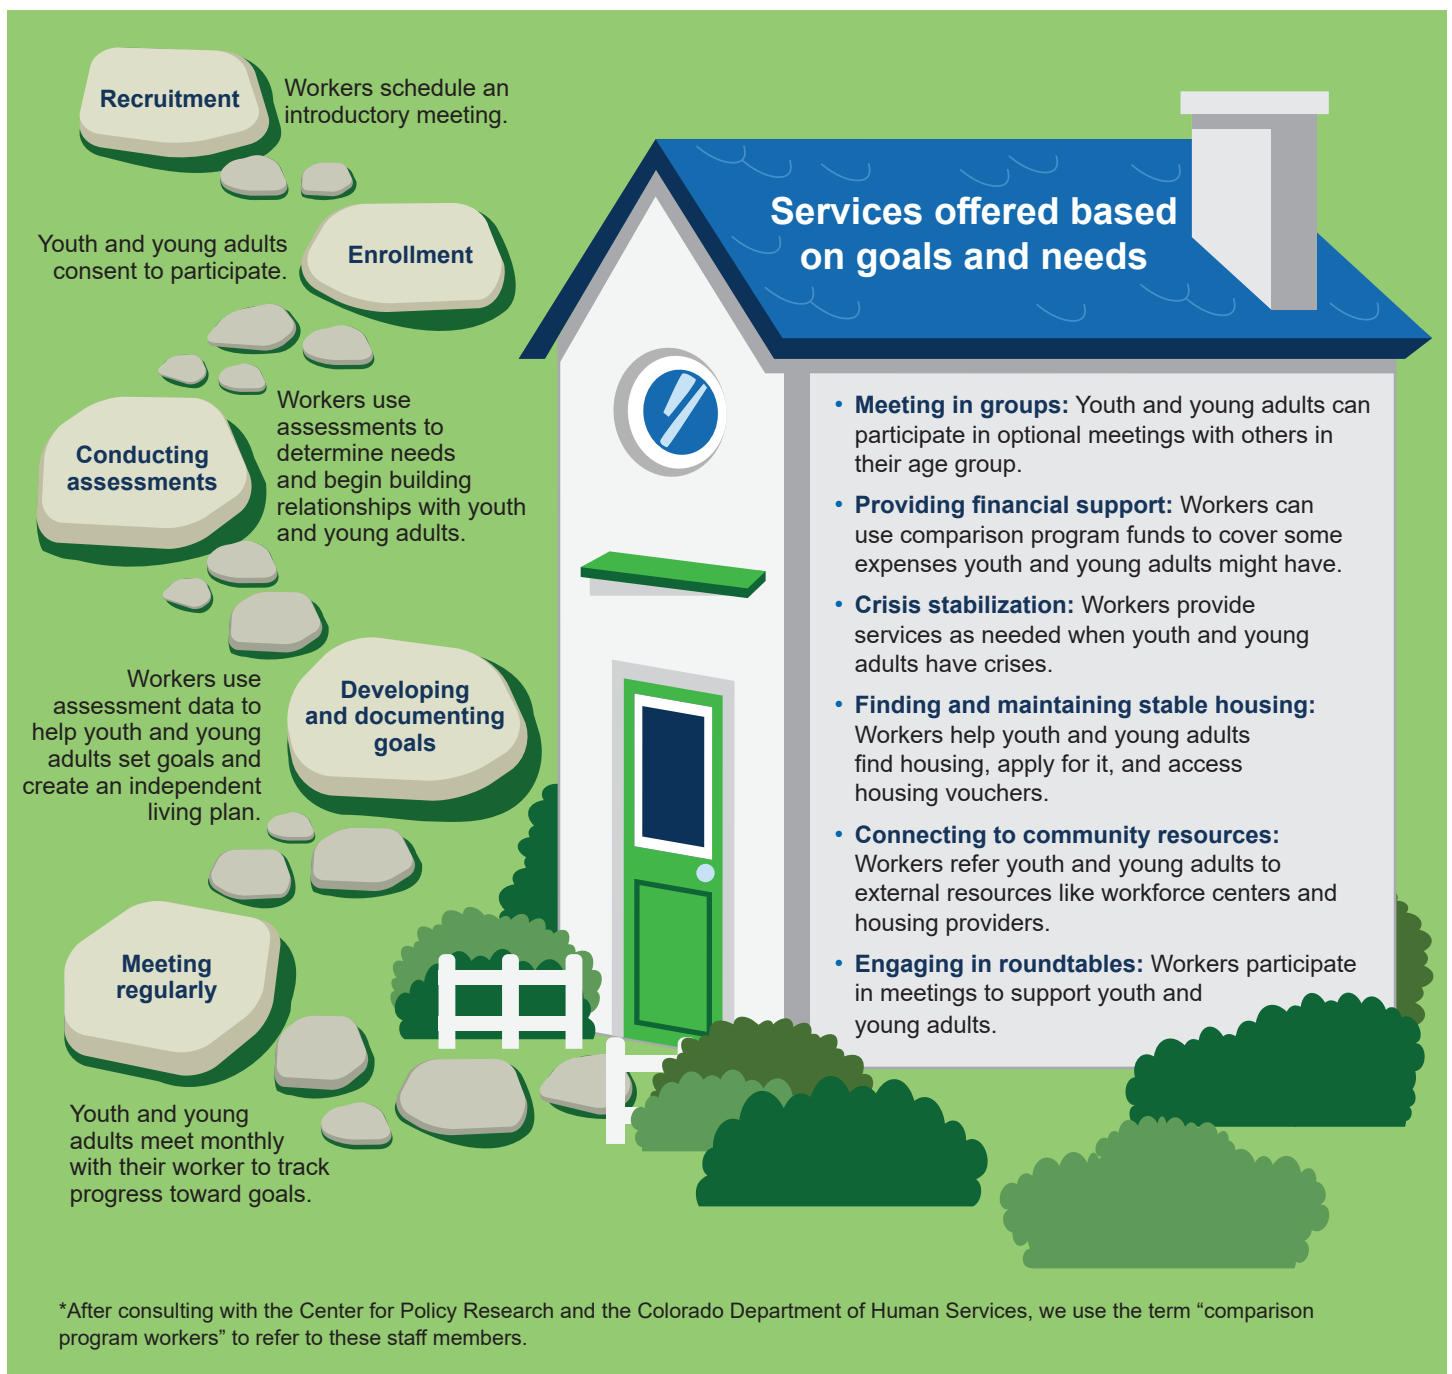 Recruitment
Workers schedule an
introductory meeting.
Youth and young adults
consent to participate.
Enrollment
Conducting
assessments
Workers use
assessments to
determine needs
and begin building
relationships with youth
and young adults.
Workers use
assessment data to
help youth and young
adults set goals and
create an independent
living plan.
Developing
and documenting
goals
Meeting
regularly
Youth and young
adults meet monthly
with their worker to track
progress toward goals.
Services offered based
on goals and needs
• Meeting in groups: Youth and young adults can
participate in optional meetings with others in
their age group.
• Providing financial support: Workers can
use comparison program funds to cover some
expenses youth and young adults might have.
• Crisis stabilization: Workers provide
services as needed when youth and young
adults have crises.
• Finding and maintaining stable housing:
Workers help youth and young adults
find housing, apply for it, and access
housing vouchers.
• Connecting to community resources:
Workers refer youth and young adults to
external resources like workforce centers and
housing providers.
• Engaging in roundtables: Workers participate
in meetings to support youth and
young adults.
*After consulting with the Center for Policy Research and the Colorado Department of Human Services, we use the term “comparison
program workers” to refer to these staff members.